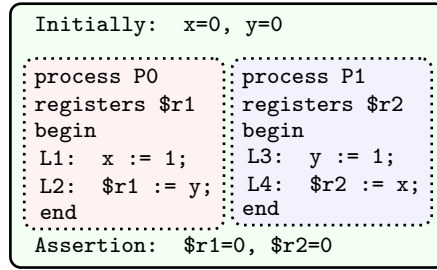 Initially:  x=0, y=0
process P0
registers $r1
begin
L1:  x := 1;
L2:  $r1 := y;
end
process P1
registers $r2
begin
L3:  y := 1;
L4:  $r2 := x;
end
Assertion:  $r1=0, $r2=0